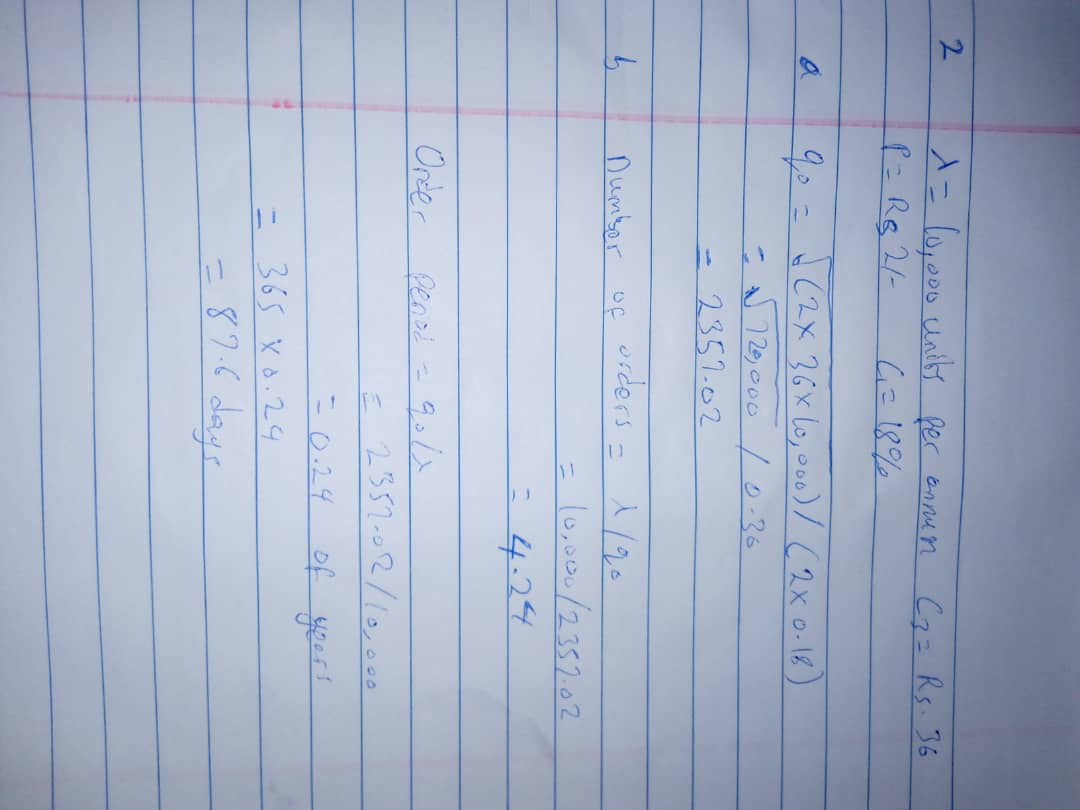 2 λ = 10,000 units per annum C3 = Rs. 36
P = Rs 2/- C1 = 18%
a q0 = √(2 x 36 x 10,000) / (2 x 0.18)
= √720,000 / 0.36
= 2357.02
b Number of orders = λ/q0
= 10,000/2357.02
= 4.24
Order period = q0/λ
= 2357.02/10,000
= 0.24 of years
= 365 x 0.24
= 87.6 days